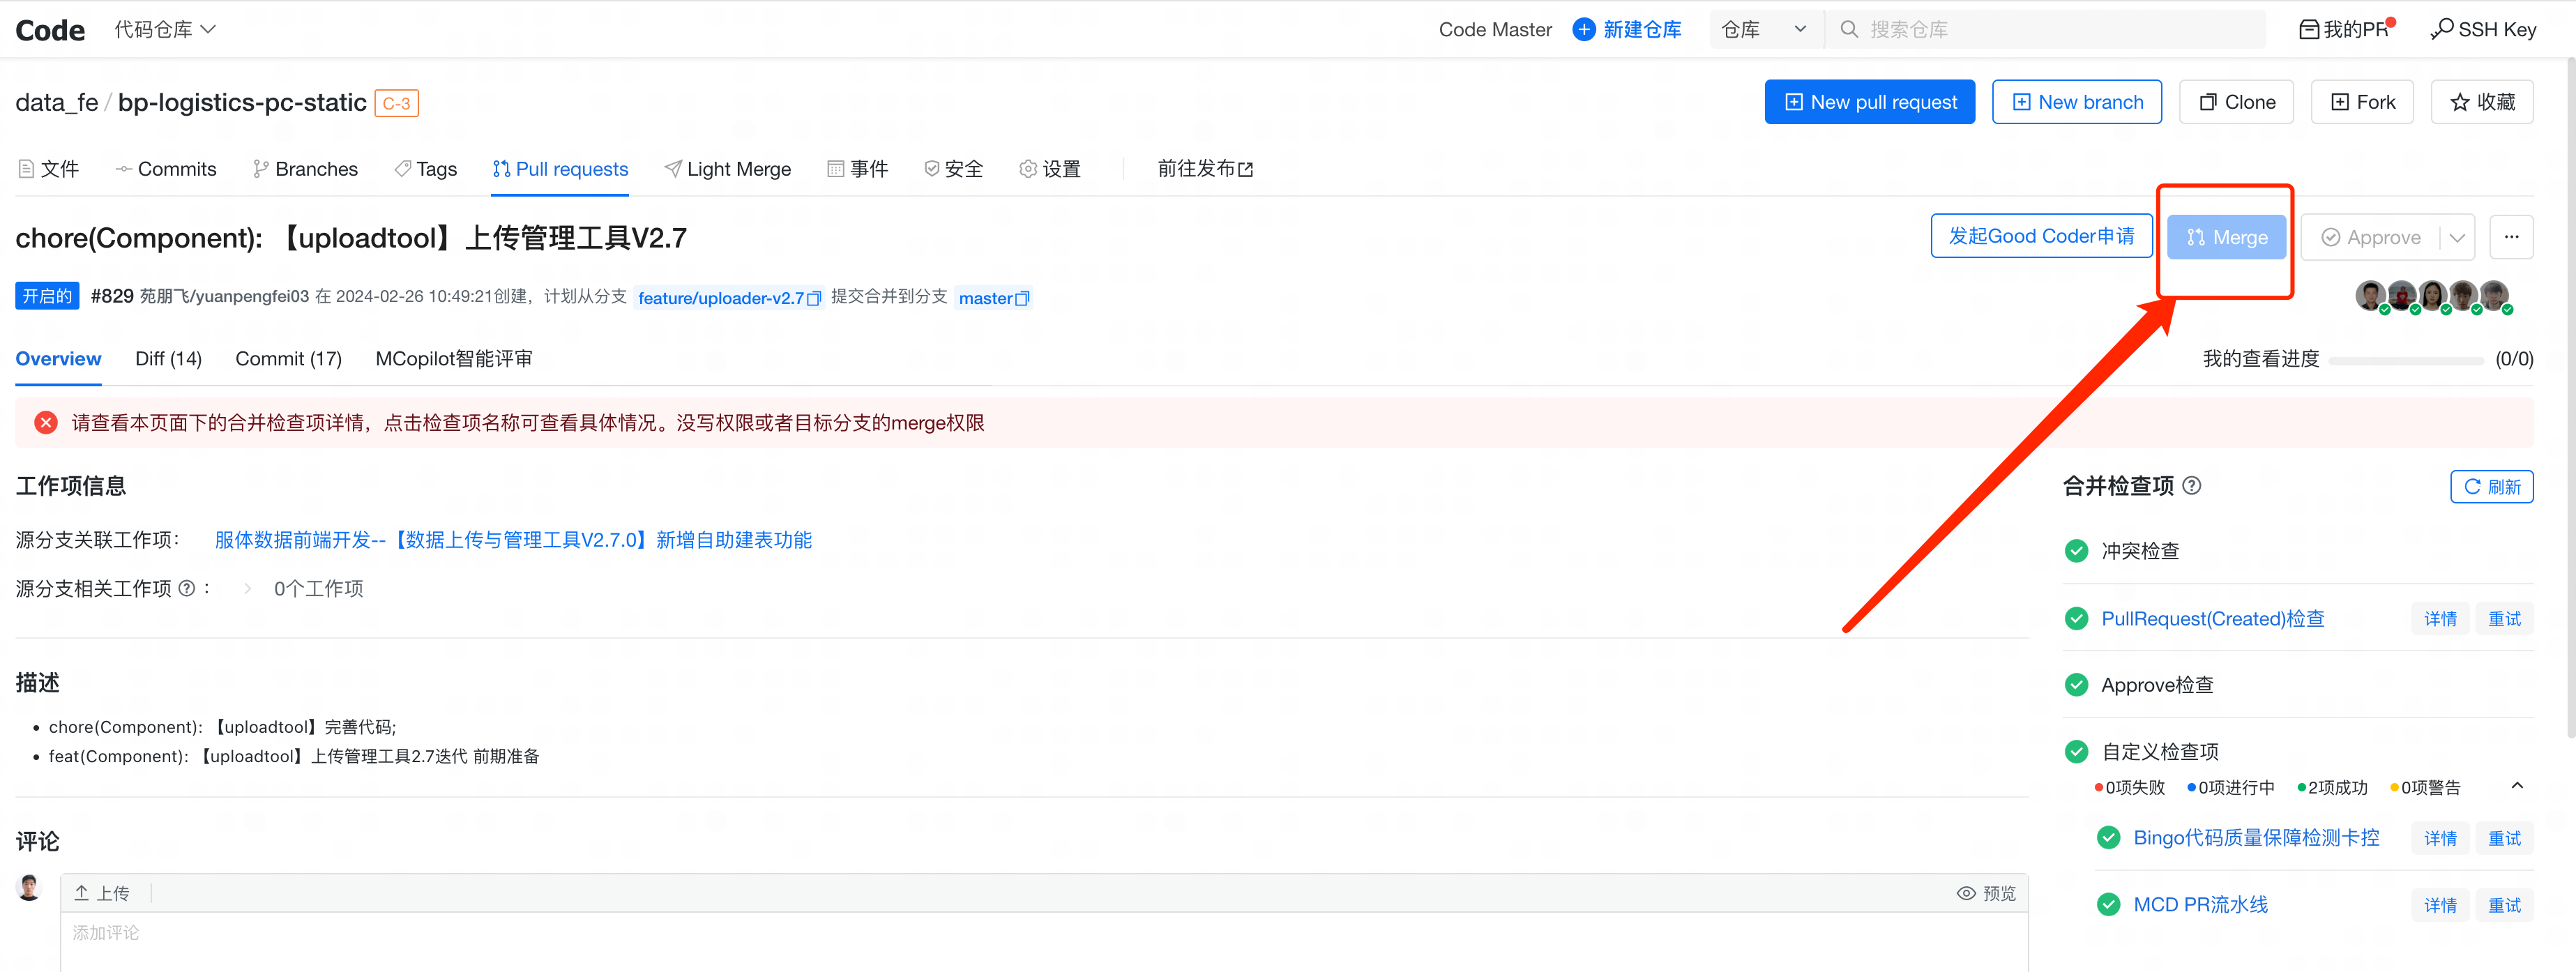 Code 代码仓库 Code Master 新建仓库 仓库 搜索仓库 我的PR SSH Key
data_fe / bp-logistics-pc-static C-3 New pull request New branch Clone Fork 收藏
文件 Commits Branches Tags Pull requests Light Merge 事件 安全 设置 前往发布
chore(Component): 【uploadtool】上传管理工具V2.7 发起Good Coder申请 Merge Approve ...
开启的 #829 苑朋飞/yuanpengfei03 在 2024-02-26 10:49:21创建，计划从分支 feature/uploader-v2.7 提交合并到分支 master
Overview Diff (14) Commit (17) MCopilot智能评审 我的查看进度 (0/0)
请查看本页面下的合并检查项详情，点击检查项名称可查看具体情况。没写权限或者目标分支的merge权限
工作项信息
源分支关联工作项： 服体数据前端开发--【数据上传与管理工具V2.7.0】新增自助建表功能
源分支相关工作项 ： 0个工作项
描述
• chore(Component): 【uploadtool】完善代码;
• feat(Component): 【uploadtool】上传管理工具2.7迭代 前期准备
评论
上传 预览
添加评论
合并检查项 刷新
冲突检查
PullRequest(Created)检查 详情 重试
Approve检查
自定义检查项
0项失败 0项进行中 2项成功 0项警告
Bingo代码质量保障检测卡控 详情 重试
MCD PR流水线 详情 重试